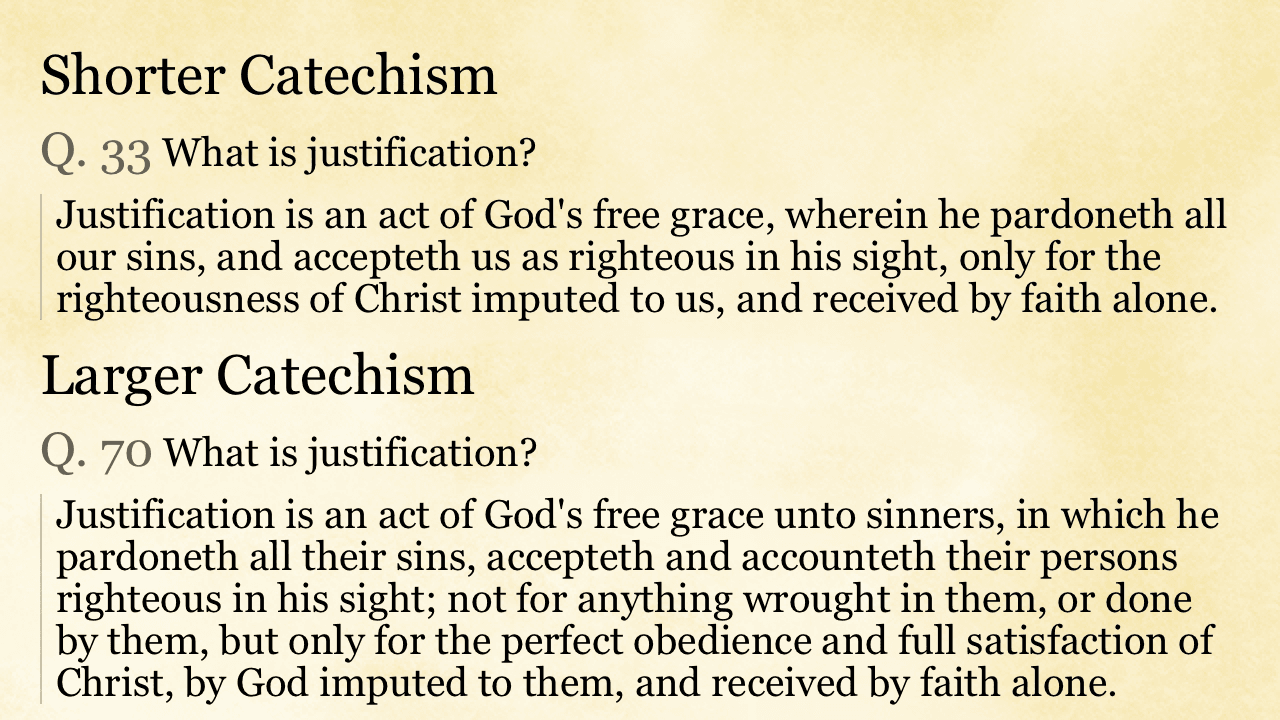 Shorter Catechism
Q. 33 What is justification?
Justification is an act of God's free grace, wherein he pardoneth all
our sins, and accepteth us as righteous in his sight, only for the
righteousness of Christ imputed to us, and received by faith alone.
Larger Catechism
Q. 70 What is justification?
Justification is an act of God's free grace unto sinners, in which he
pardoneth all their sins, accepteth and accounteth their persons
righteous in his sight; not for anything wrought in them, or done
by them, but only for the perfect obedience and full satisfaction of
Christ, by God imputed to them, and received by faith alone.